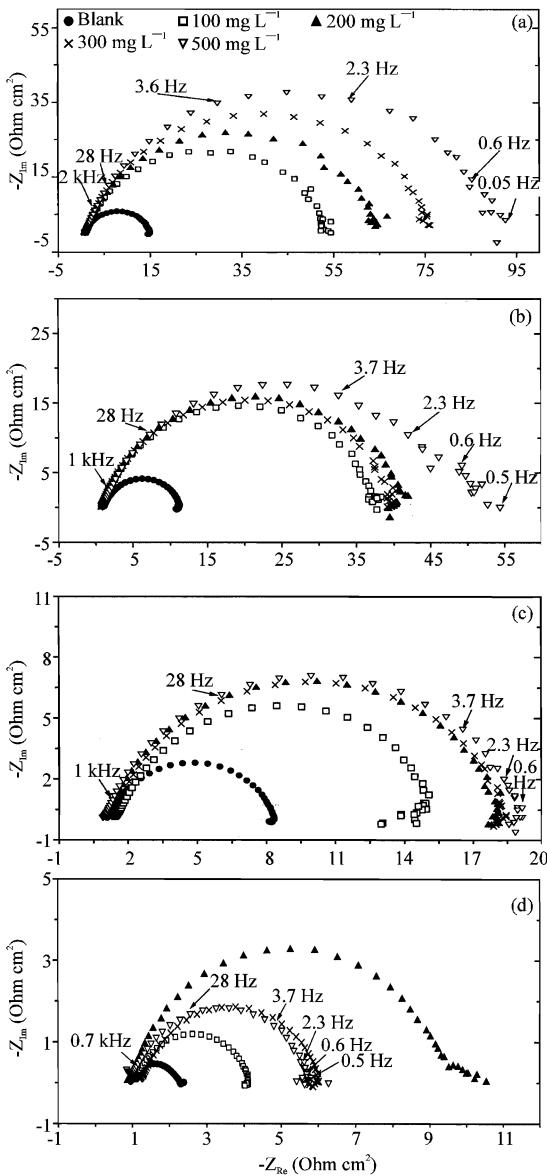 60
(a)
Blank 100 mg L⁻¹ 200 mg L⁻¹
300 mg L⁻¹ 500 mg L⁻¹
55
35
15
-5
-Z_Im (Ohm cm²)
3.6 Hz
2.3 Hz
28 Hz
2 kHz
0.6 Hz
0.05 Hz
-5 15 35 55 75 95
(b)
25
15
5
-5
-Z_Im (Ohm cm²)
3.7 Hz
28 Hz
2.3 Hz
1 kHz
0.6 Hz
0.5 Hz
-5 5 15 25 35 45 55
(c)
11
8
5
2
-1
-Z_Im (Ohm cm²)
28 Hz
3.7 Hz
1 kHz
2.3 Hz
0.6
Hz
-1 2 5 8 11 14 17 20
(d)
5
3
1
-1
-Z_Im (Ohm cm²)
28 Hz
3.7 Hz
0.7 kHz
2.3 Hz
0.6 Hz
0.5 Hz
1 3 5 7 9 11
-Z_Re (Ohm cm²)